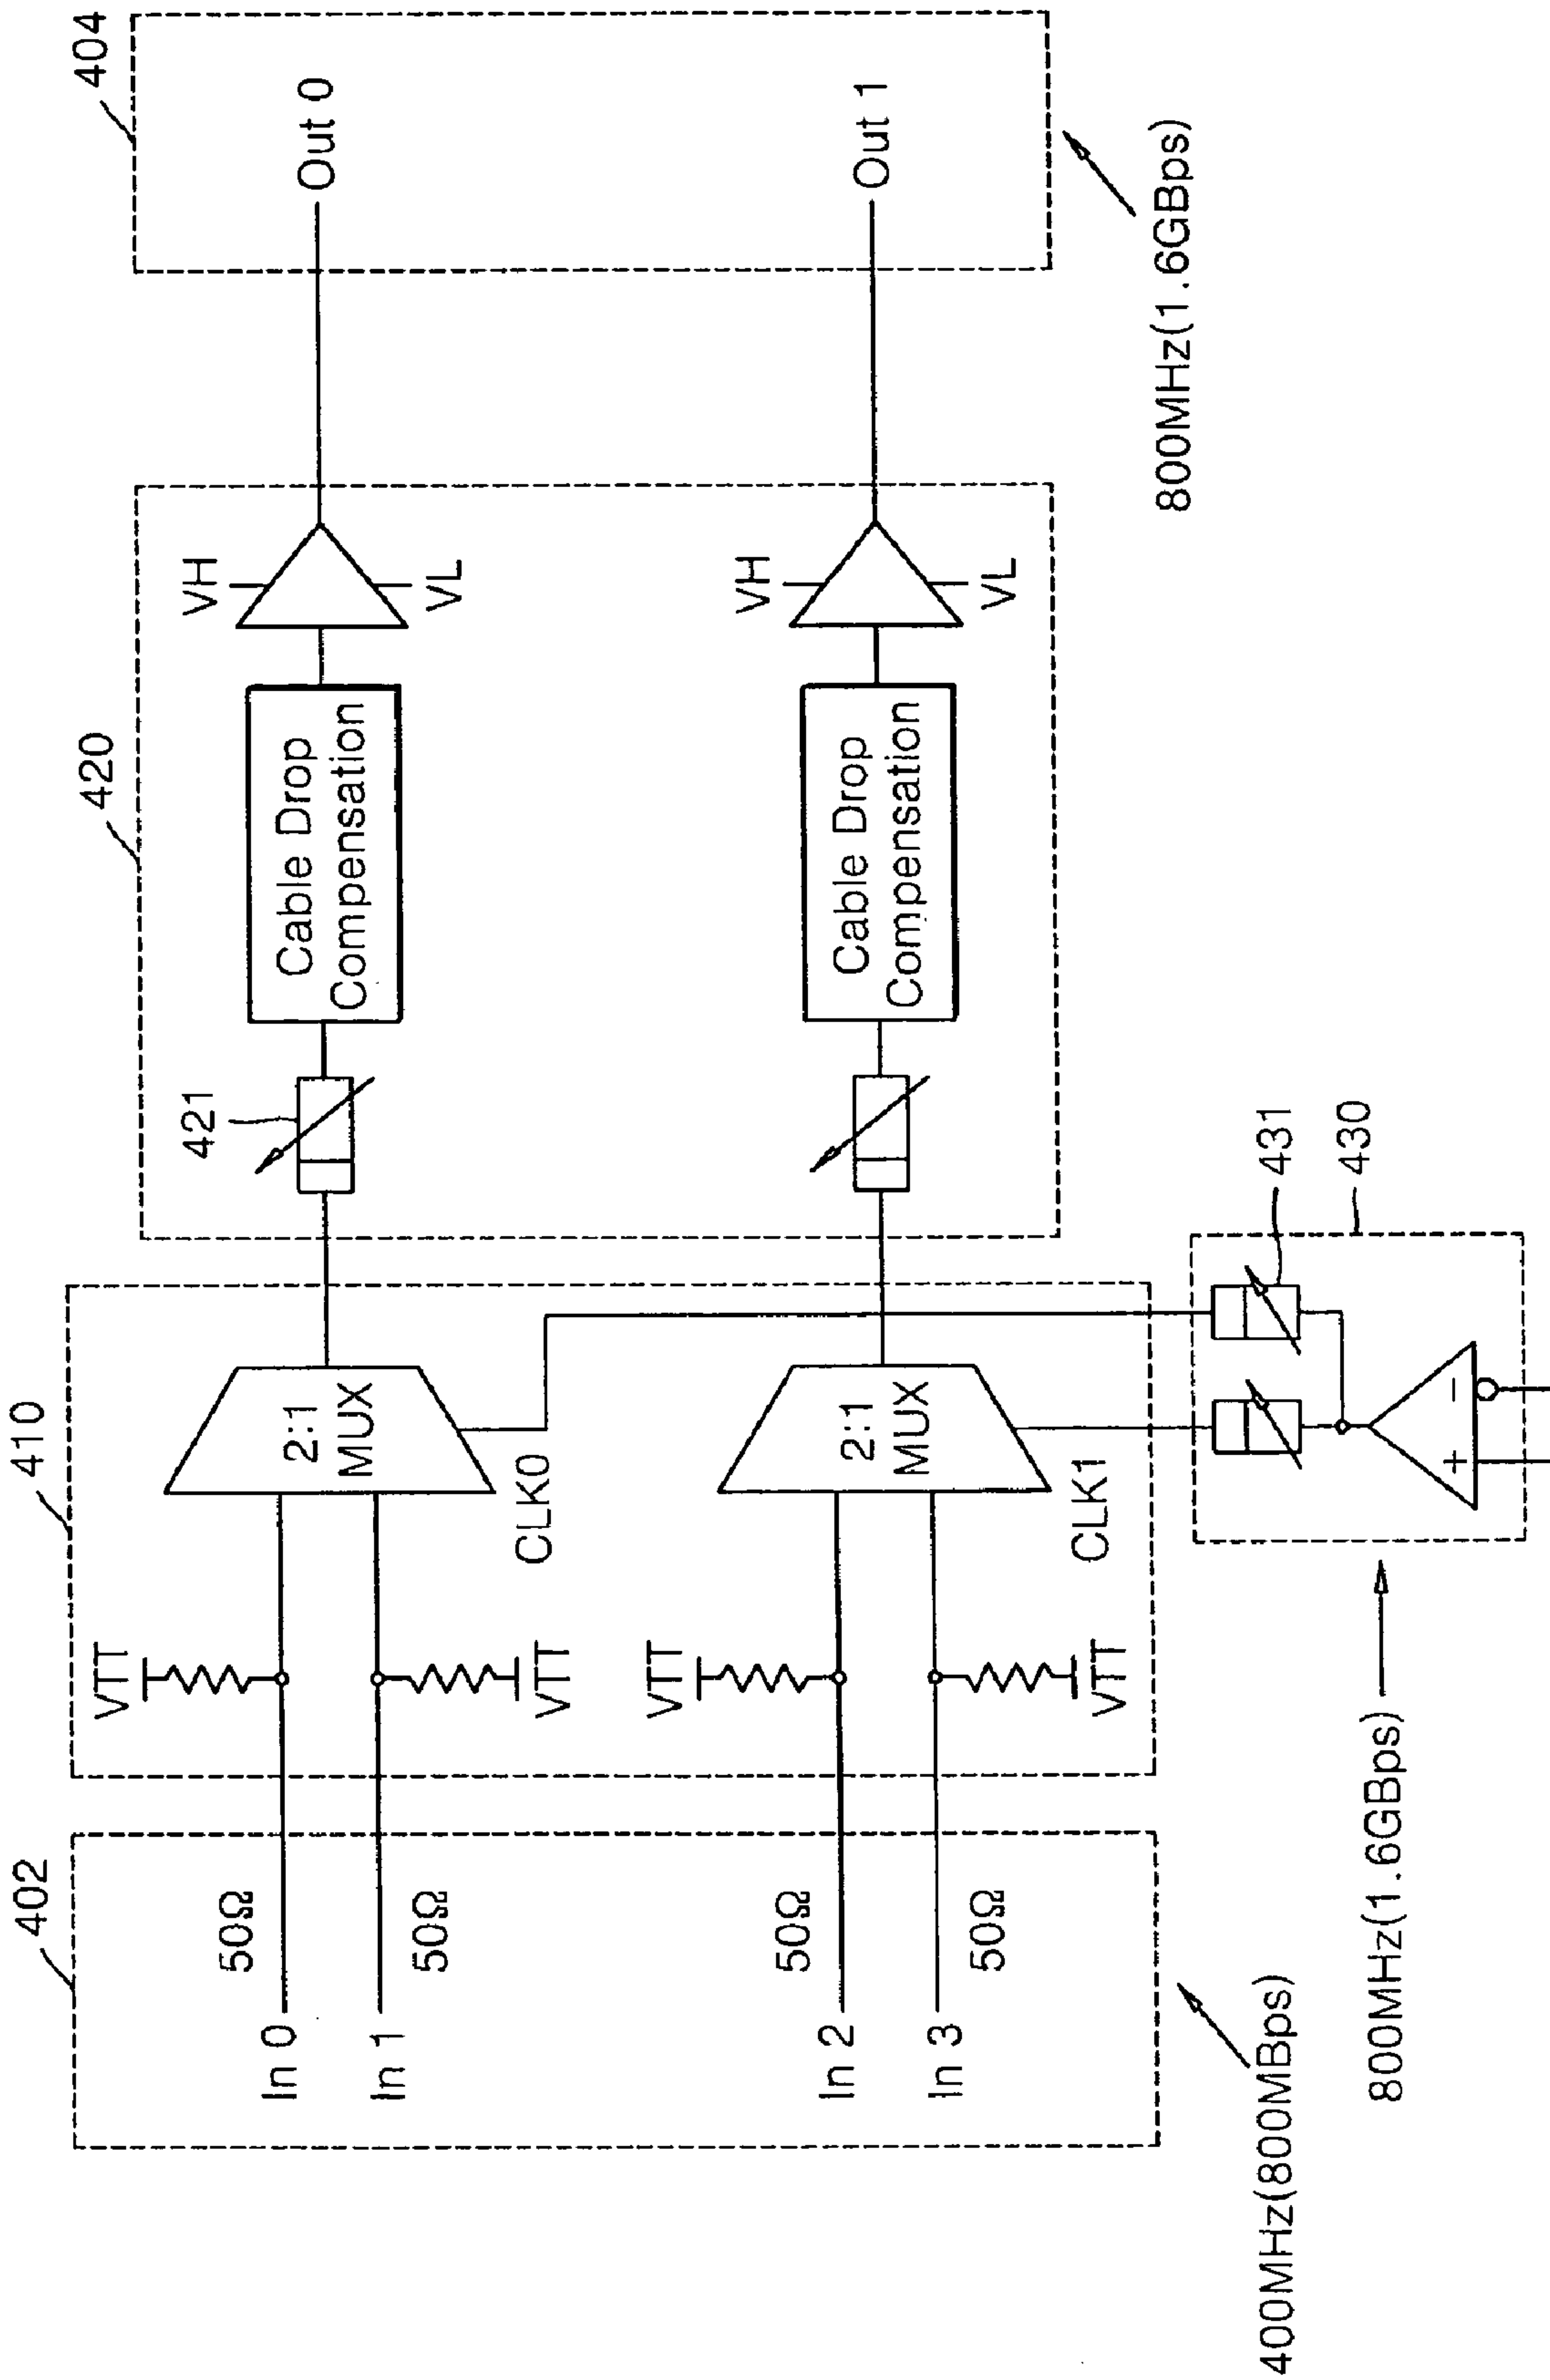 402
410
420
404
In 0
50Ω
VTT
2:1
MUX
421
Cable Drop
Compensation
VH
VL
Out 0
In 1
50Ω
VTT
CLK0
In 2
50Ω
VTT
2:1
MUX
Cable Drop
Compensation
VH
VL
Out 1
In 3
50Ω
VTT
CLK1
400MHz(800MBps)
800MHz(1.6GBps)
+
−
431
430
800MHz(1.6GBps)